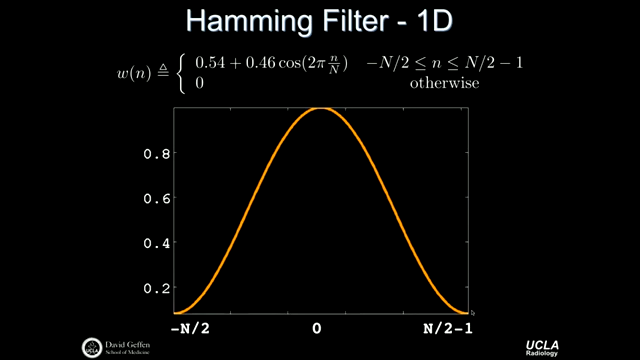 Hamming Filter - 1D
w(n) ≜ { 0.54 + 0.46 cos(2π n/N) −N/2 ≤ n ≤ N/2 − 1
0 otherwise
0.8
0.6
0.4
0.2
-N/2 0 N/2-1
UCLA David Geffen School of Medicine
UCLA Radiology